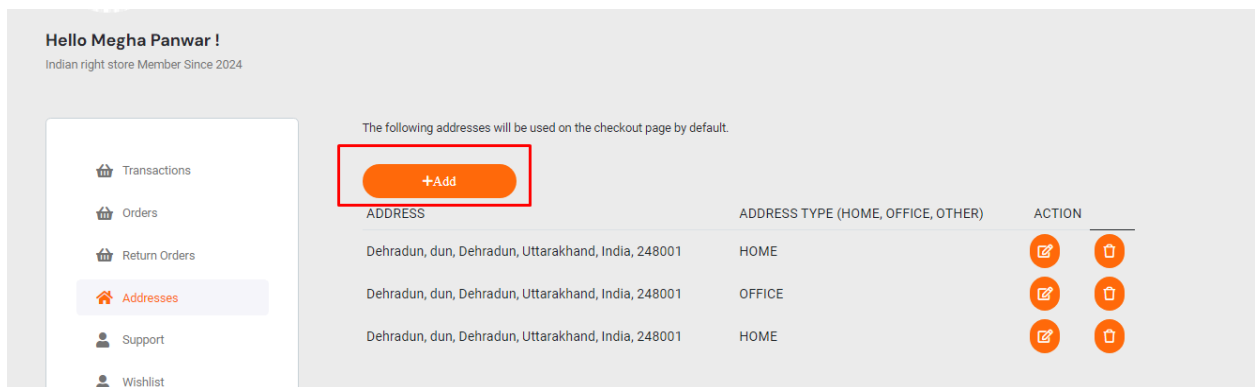 Hello Megha Panwar !
Indian right store Member Since 2024
Transactions
Orders
Return Orders
Addresses
Support
Wishlist
The following addresses will be used on the checkout page by default.
+Add
ADDRESS ADDRESS TYPE (HOME, OFFICE, OTHER) ACTION
Dehradun, dun, Dehradun, Uttarakhand, India, 248001 HOME
Dehradun, dun, Dehradun, Uttarakhand, India, 248001 OFFICE
Dehradun, dun, Dehradun, Uttarakhand, India, 248001 HOME